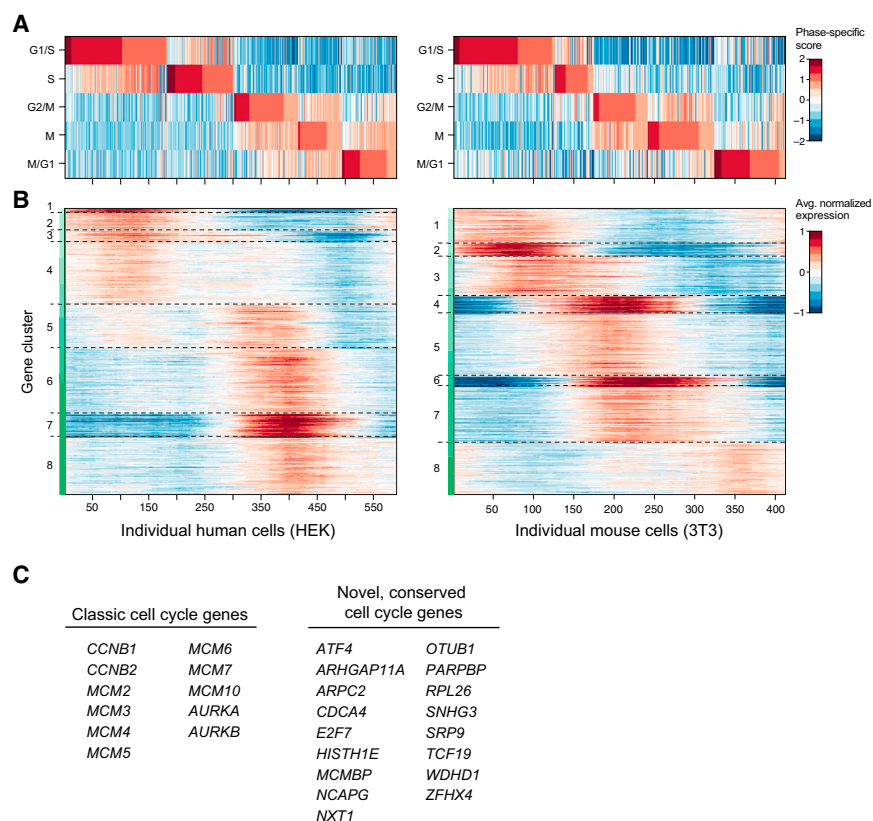 A
G1/S
S
G2/M
M
M/G1
G1/S
S
G2/M
M
M/G1
Phase-specific
score
2
1
0
−1
−2
B
Gene cluster
1
2
3
4
5
6
7
8
1
2
3
4
5
6
7
8
Avg. normalized
expression
1
0
−1
50 150 250 350 450 550
50 100 150 200 250 300 350 400
Individual human cells (HEK)
Individual mouse cells (3T3)
C
Classic cell cycle genes
CCNB1 MCM6
CCNB2 MCM7
MCM2 MCM10
MCM3 AURKA
MCM4 AURKB
MCM5
Novel, conserved
cell cycle genes
ATF4 OTUB1
ARHGAP11A PARPBP
ARPC2 RPL26
CDCA4 SNHG3
E2F7 SRP9
HISTH1E TCF19
MCMBP WDHD1
NCAPG ZFHX4
NXT1